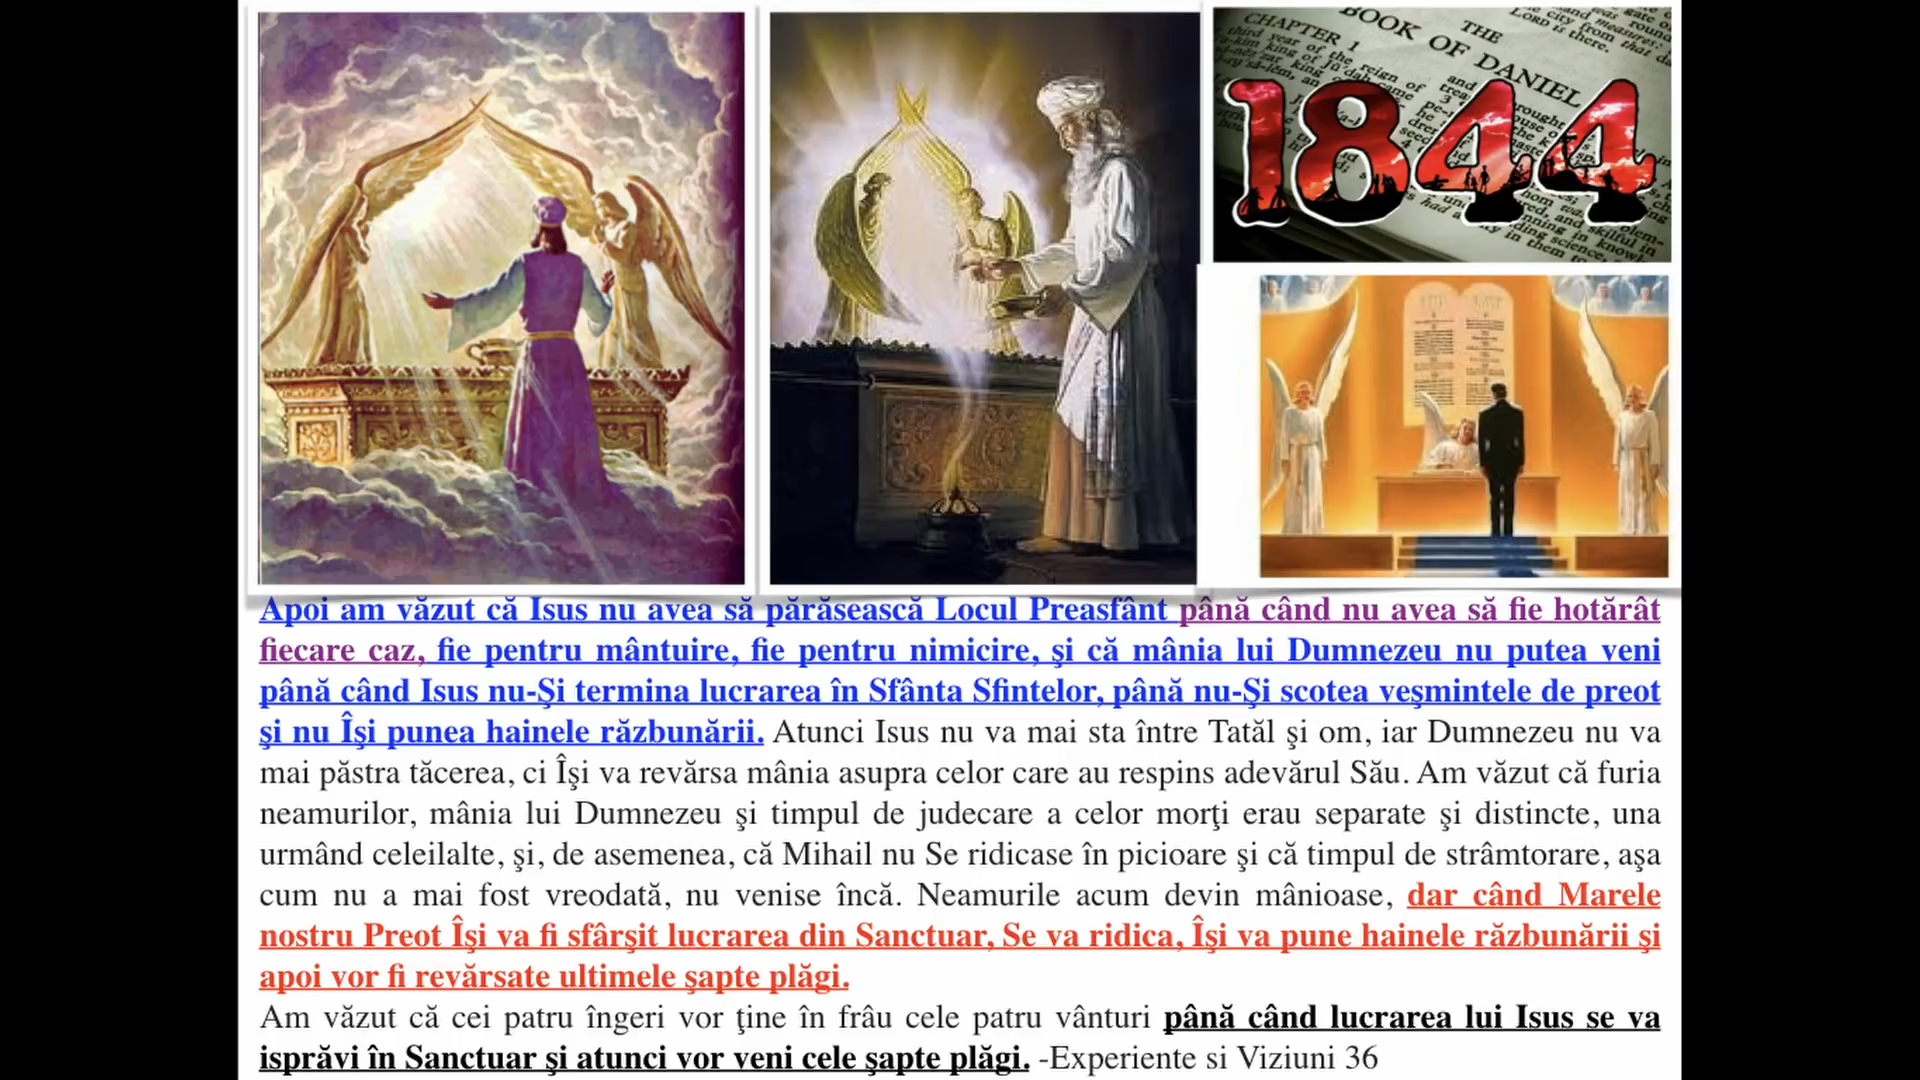 CHAPTER 1
THE
BOOK OF DANIEL
LORD is there.
third year of the reign of
1844
Apoi am văzut că Isus nu avea să părăsească Locul Preasfânt până când nu avea să fie hotărât
fiecare caz, fie pentru mântuire, fie pentru nimicire, şi că mânia lui Dumnezeu nu putea veni
până când Isus nu-Şi termina lucrarea în Sfânta Sfintelor, până nu-Şi scotea veşmintele de preot
şi nu Îşi punea hainele răzbunării. Atunci Isus nu va mai sta între Tatăl şi om, iar Dumnezeu nu va
mai păstra tăcerea, ci Îşi va revărsa mânia asupra celor care au respins adevărul Său. Am văzut că furia
neamurilor, mânia lui Dumnezeu şi timpul de judecare a celor morţi erau separate şi distincte, una
urmând celeilalte, şi, de asemenea, că Mihail nu Se ridicase în picioare şi că timpul de strâmtorare, aşa
cum nu a mai fost vreodată, nu venise încă. Neamurile acum devin mânioase, dar când Marele
nostru Preot Îşi va fi sfârşit lucrarea din Sanctuar, Se va ridica, Îşi va pune hainele răzbunării şi
apoi vor fi revărsate ultimele şapte plăgi.
Am văzut că cei patru îngeri vor ţine în frâu cele patru vânturi până când lucrarea lui Isus se va
isprăvi în Sanctuar şi atunci vor veni cele şapte plăgi. -Experiente si Viziuni 36